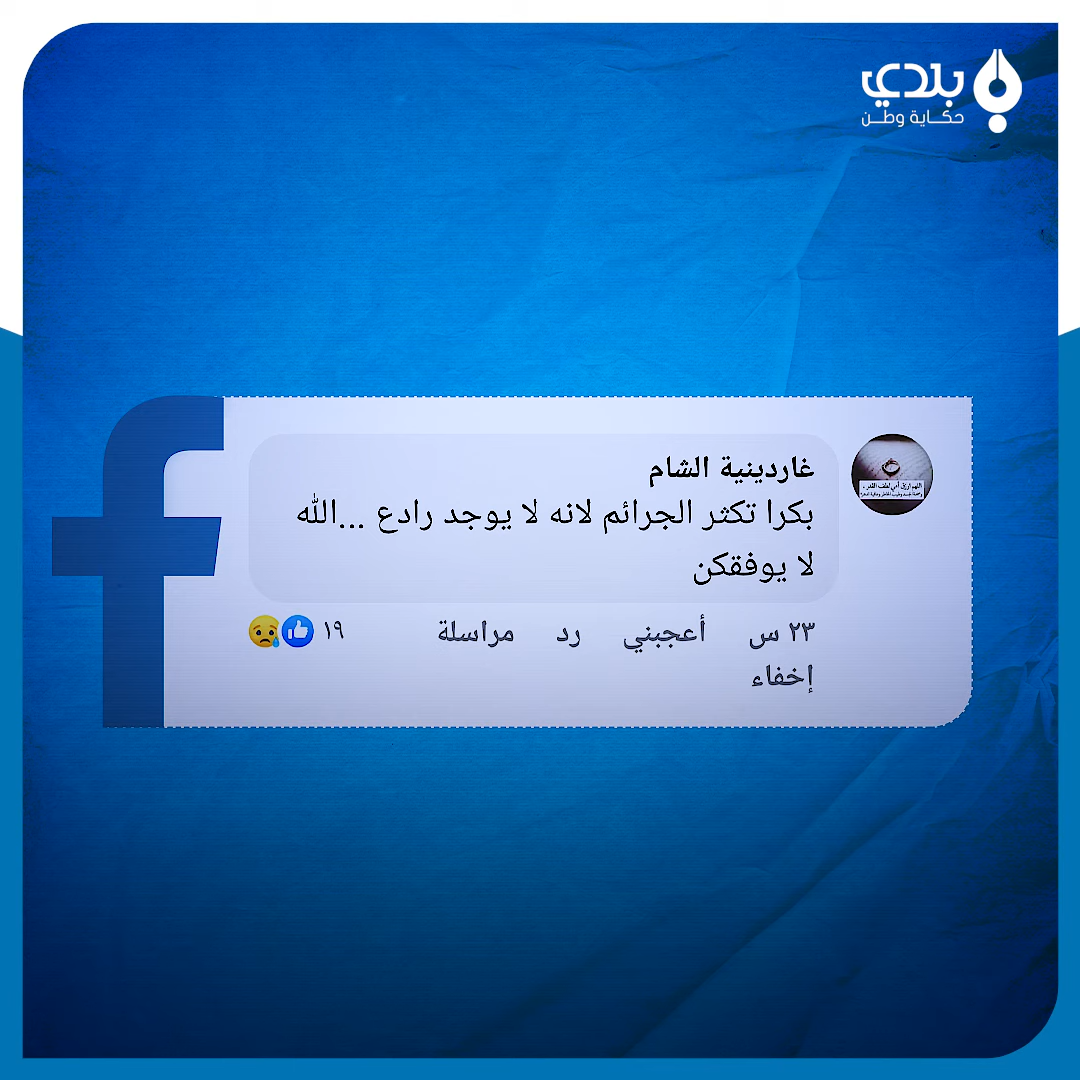 بلدي
حكاية وطن
غاردينية الشام
بكرا تكثر الجرائم لانه لا يوجد رادع ...الله
لا يوفقكن
٢٣ س أعجبني رد مراسلة ١٩
إخفاء